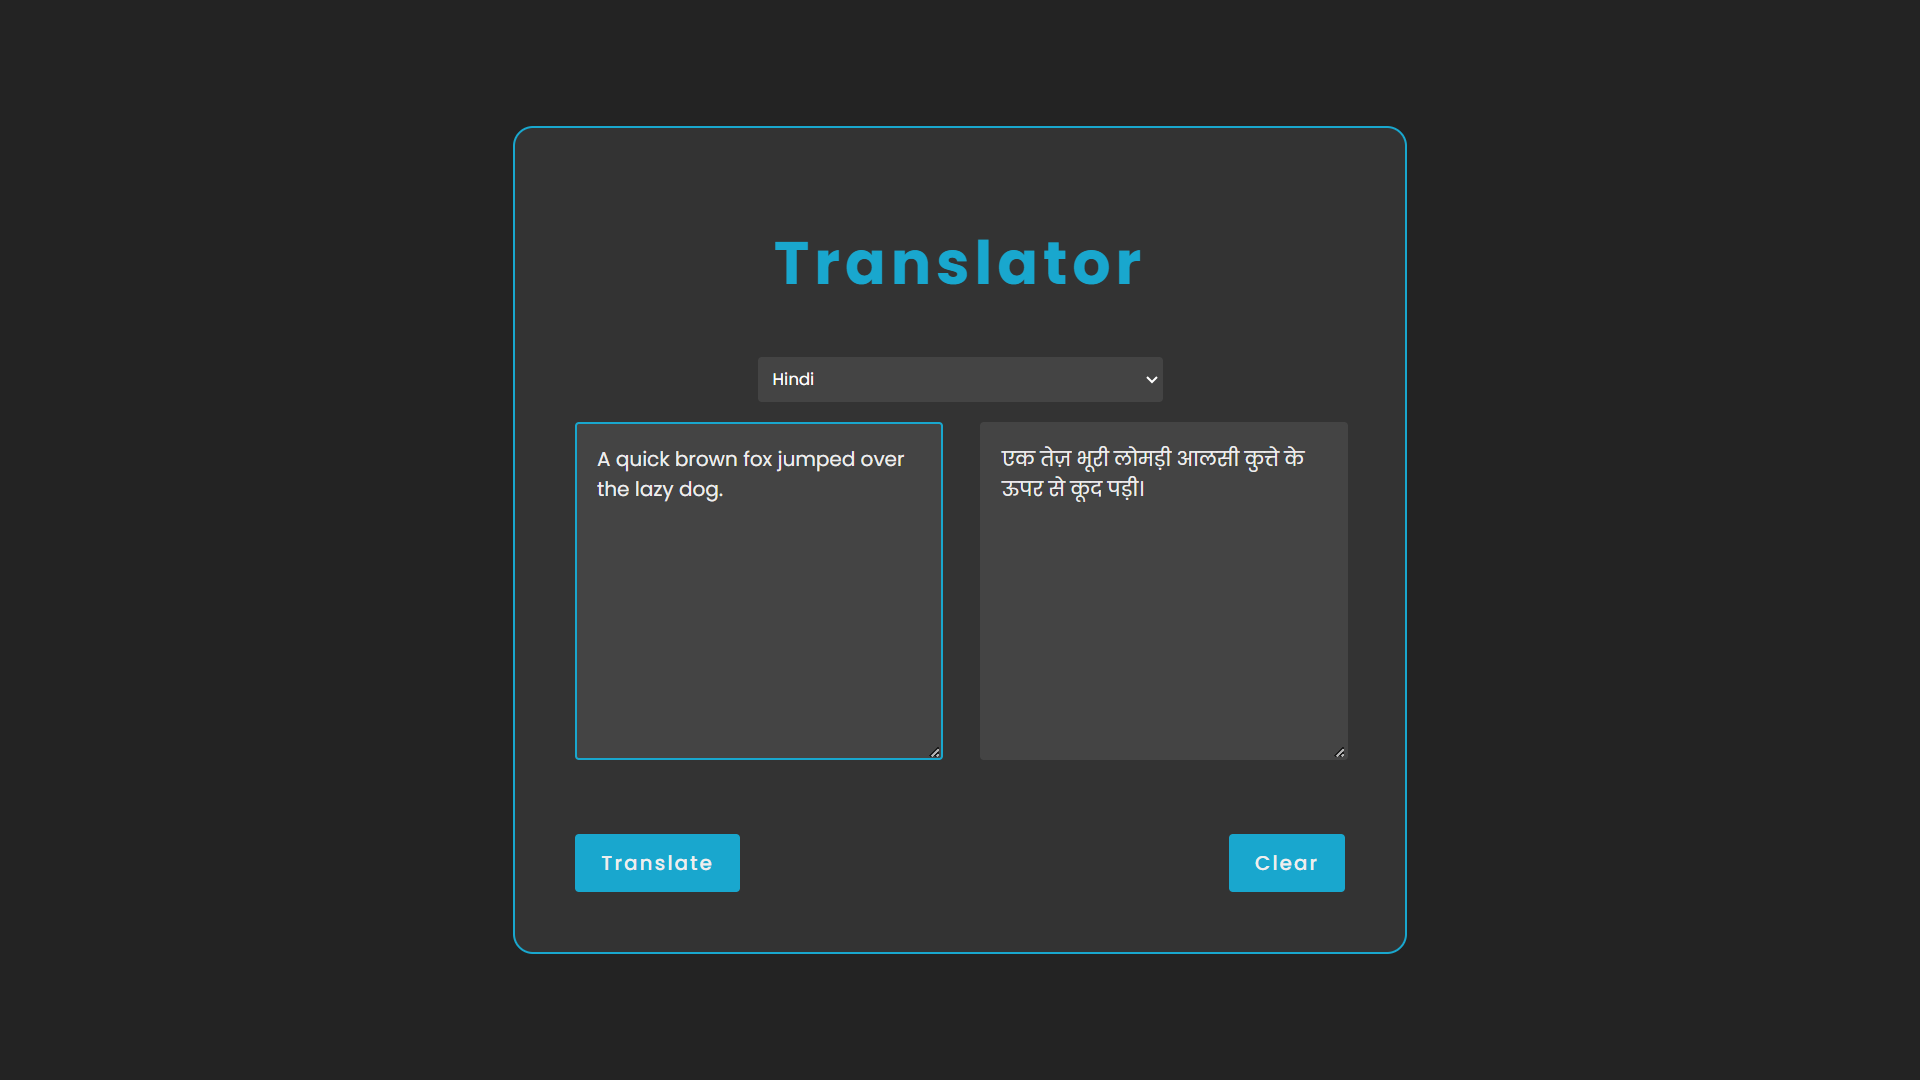 Translator
Hindi
A quick brown fox jumped over
the lazy dog.
एक तेज़ भूरी लोमड़ी आलसी कुत्ते के
ऊपर से कूद पड़ी।
Translate
Clear